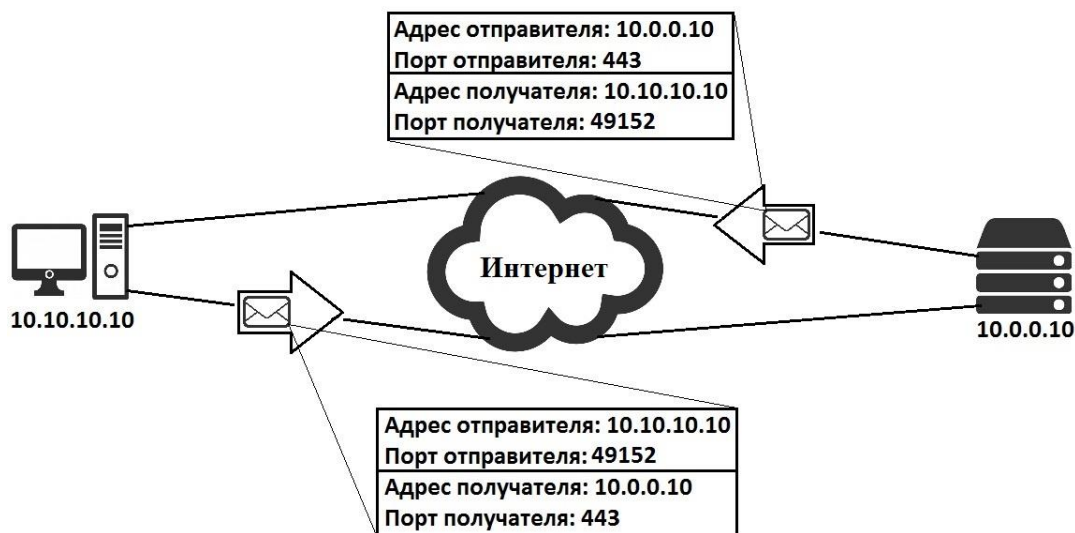 Адрес отправителя: 10.0.0.10
Порт отправителя: 443
Адрес получателя: 10.10.10.10
Порт получателя: 49152
Интернет
10.10.10.10
10.0.0.10
Адрес отправителя: 10.10.10.10
Порт отправителя: 49152
Адрес получателя: 10.0.0.10
Порт получателя: 443